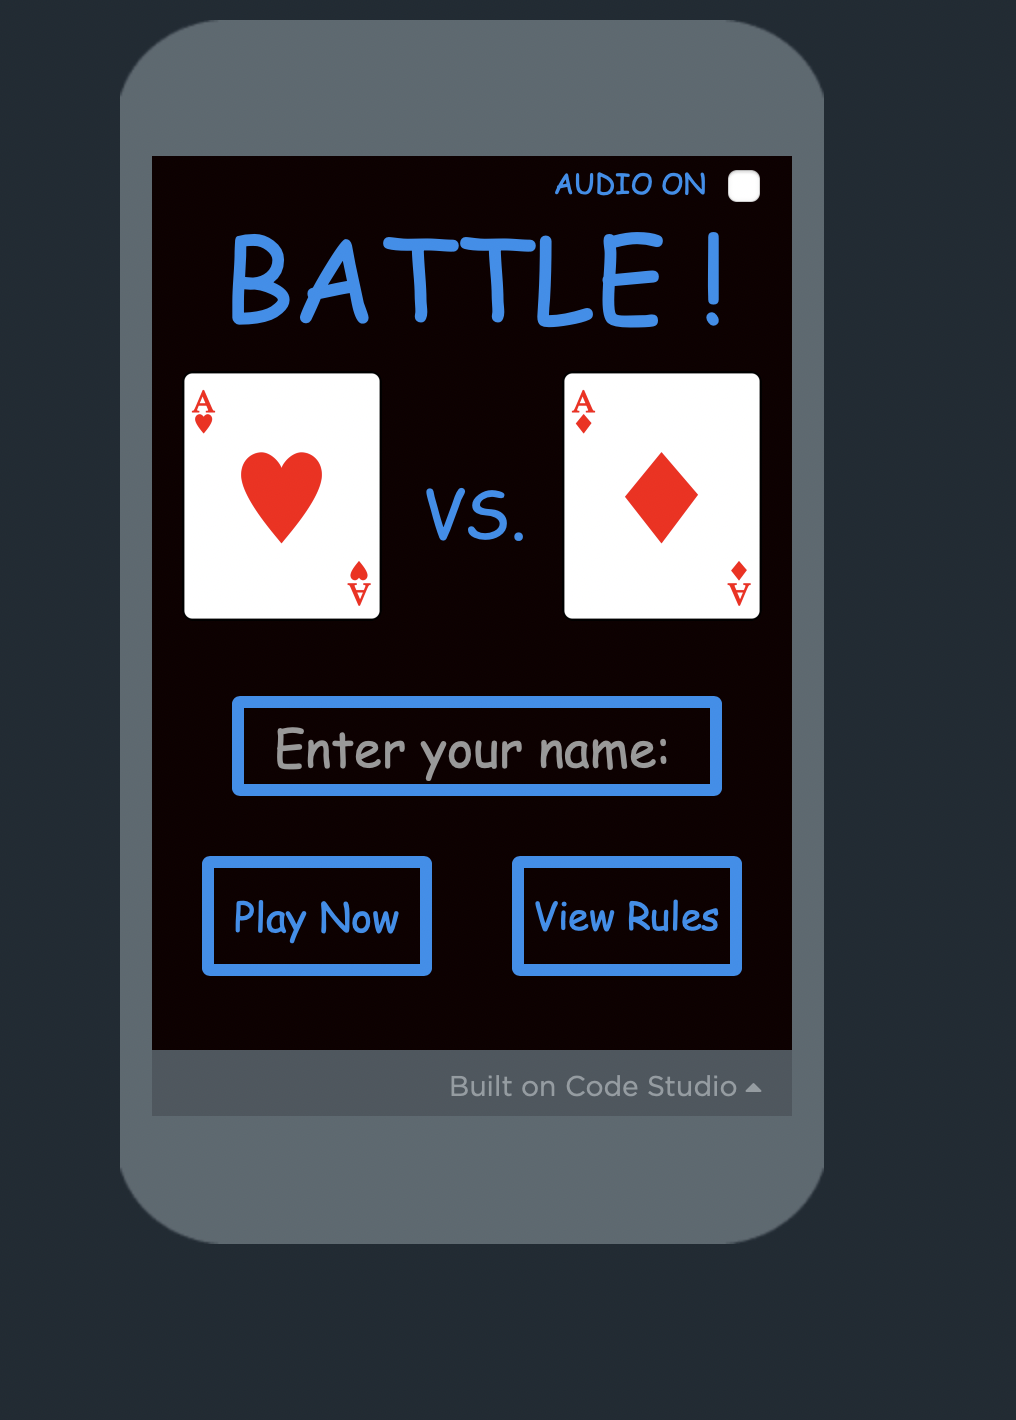 AUDIO ON
BATTLE !
A
A
VS.
A
A
Enter your name:
Play Now
View Rules
Built on Code Studio